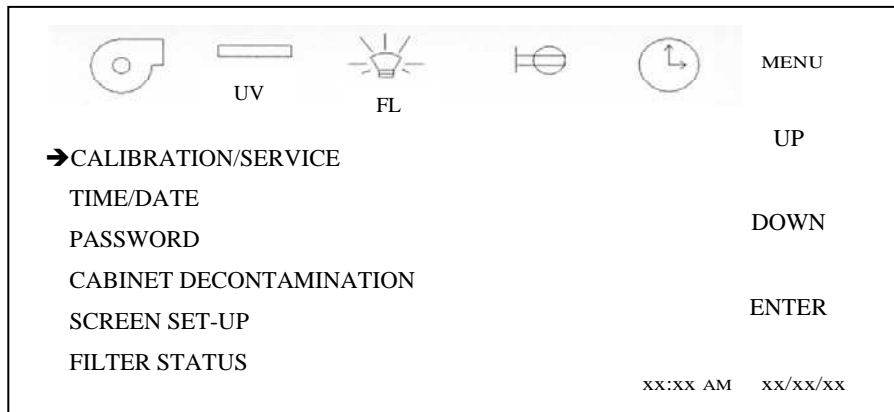 MENU
UV
FL
UP
➔CALIBRATION/SERVICE
TIME/DATE
DOWN
PASSWORD
CABINET DECONTAMINATION
ENTER
SCREEN SET-UP
FILTER STATUS
xx:xx AM xx/xx/xx